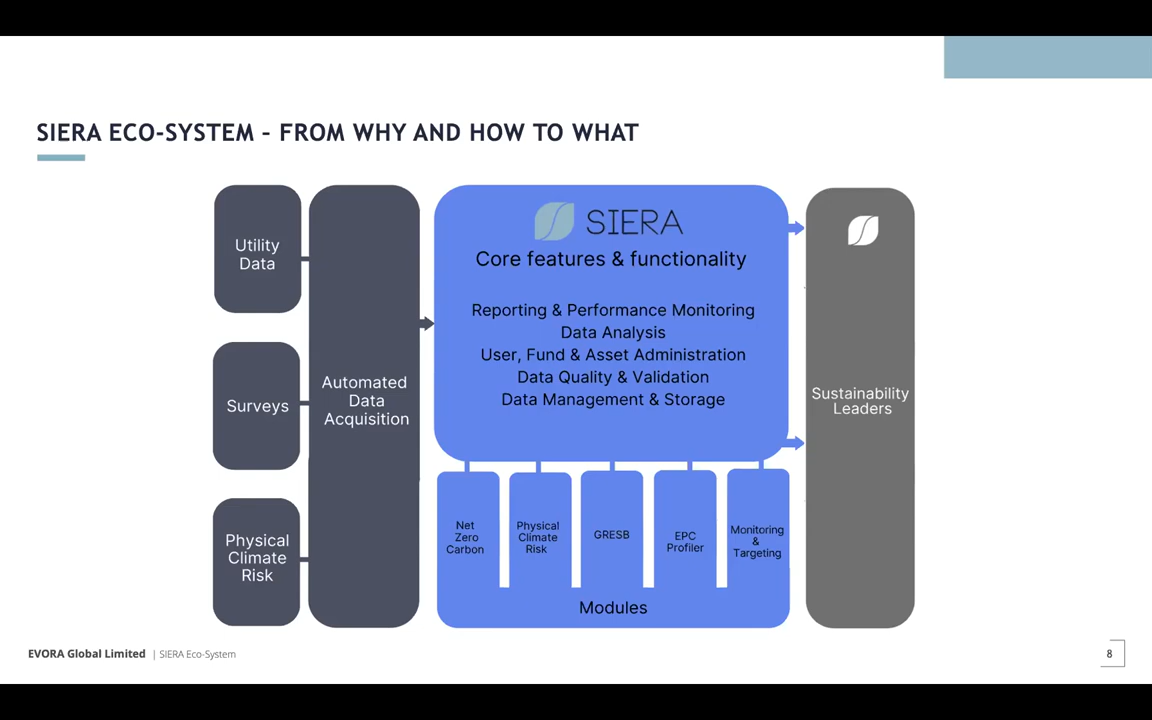 SIERA ECO-SYSTEM – FROM WHY AND HOW TO WHAT
Utility
Data
Surveys
Physical
Climate
Risk
Automated
Data
Acquisition
SIERA
Core features & functionality
Reporting & Performance Monitoring
Data Analysis
User, Fund & Asset Administration
Data Quality & Validation
Data Management & Storage
Net
Zero
Carbon
Physical
Climate
Risk
GRESB
EPC
Profiler
Monitoring
&
Targeting
Modules
Sustainability
Leaders
EVORA Global Limited | SIERA Eco-System
8